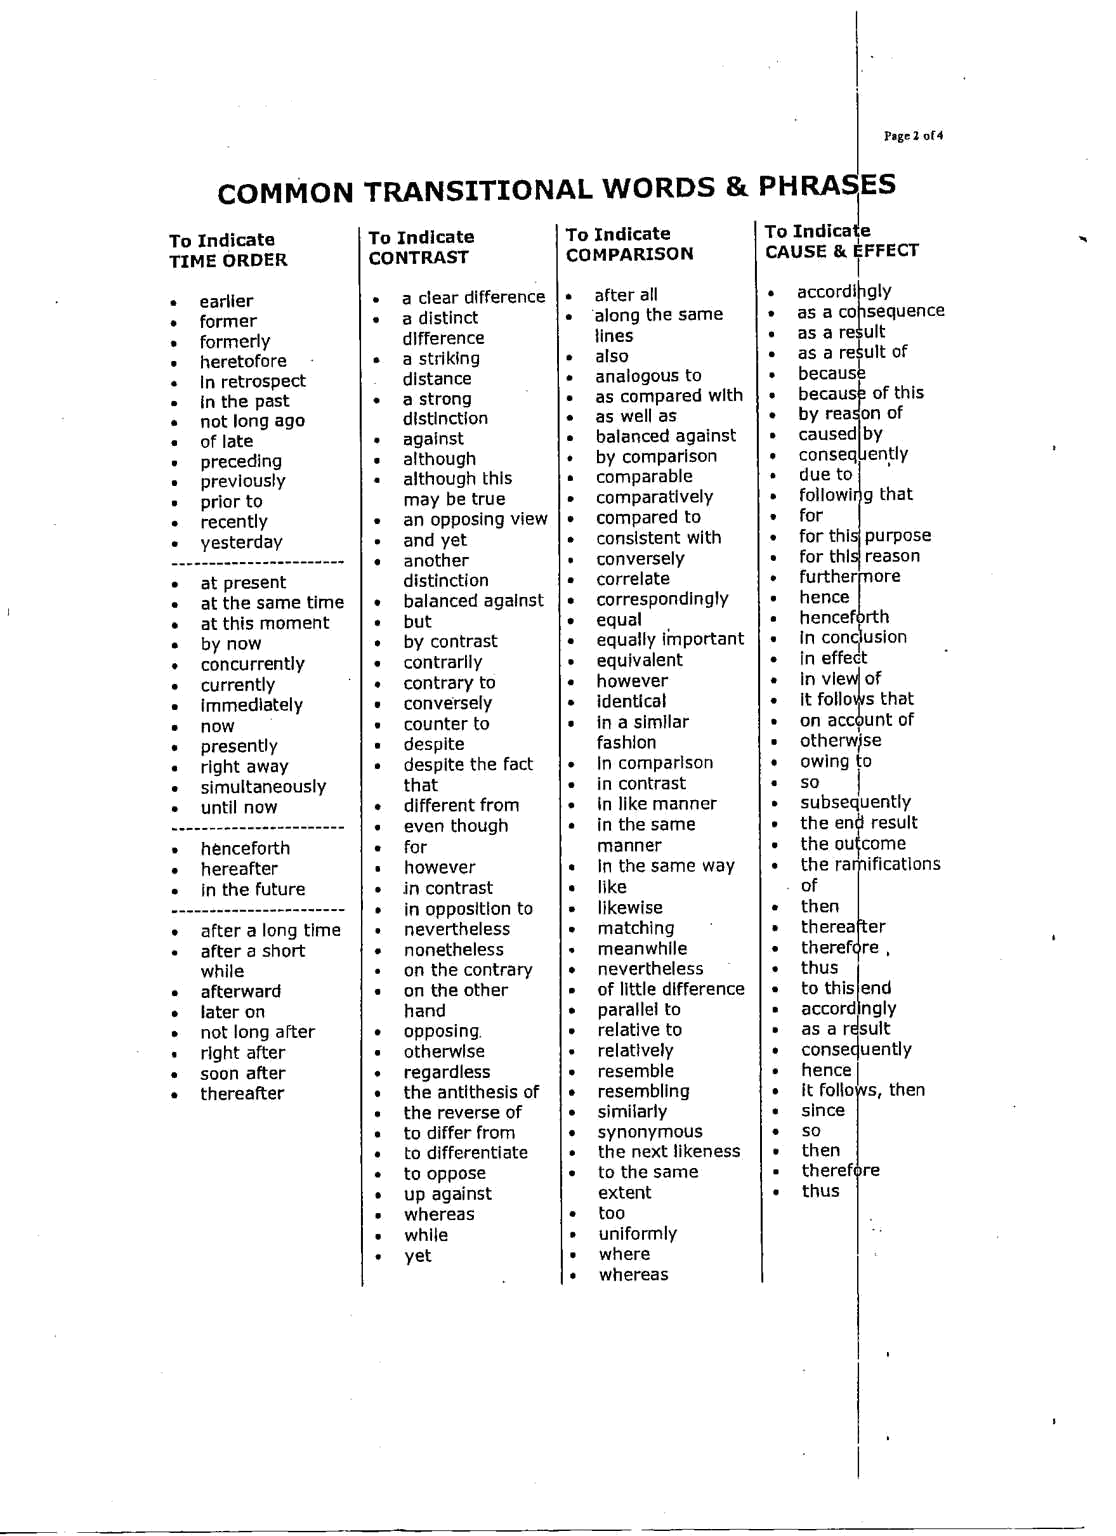 Page 2 of 4
COMMON TRANSITIONAL WORDS & PHRASES
To Indicate
TIME ORDER
• earlier
• former
• formerly
• heretofore
• in retrospect
• in the past
• not long ago
• of late
• preceding
• previously
• prior to
• recently
• yesterday
-----------------------
• at present
• at the same time
• at this moment
• by now
• concurrently
• currently
• immediately
• now
• presently
• right away
• simultaneously
• until now
-----------------------
• henceforth
• hereafter
• in the future
-----------------------
• after a long time
• after a short
while
• afterward
• later on
• not long after
• right after
• soon after
• thereafter
To Indicate
CONTRAST
• a clear difference
• a distinct
difference
• a striking
distance
• a strong
distinction
• against
• although
• although this
may be true
• an opposing view
• and yet
• another
distinction
• balanced against
• but
• by contrast
• contrarily
• contrary to
• conversely
• counter to
• despite
• despite the fact
that
• different from
• even though
• for
• however
• in contrast
• in opposition to
• nevertheless
• nonetheless
• on the contrary
• on the other
hand
• opposing
• otherwise
• regardless
• the antithesis of
• the reverse of
• to differ from
• to differentiate
• to oppose
• up against
• whereas
• while
• yet
To Indicate
COMPARISON
• after all
• along the same
lines
• also
• analogous to
• as compared with
• as well as
• balanced against
• by comparison
• comparable
• comparatively
• compared to
• consistent with
• conversely
• correlate
• correspondingly
• equal
• equally important
• equivalent
• however
• identical
• in a similar
fashion
• in comparison
• in contrast
• in like manner
• in the same
manner
• in the same way
• like
• likewise
• matching
• meanwhile
• nevertheless
• of little difference
• parallel to
• relative to
• relatively
• resemble
• resembling
• similarly
• synonymous
• the next likeness
• to the same
extent
• too
• uniformly
• where
• whereas
To Indicate
CAUSE & EFFECT
• accordingly
• as a consequence
• as a result
• as a result of
• because
• because of this
• by reason of
• caused by
• consequently
• due to
• following that
• for
• for this purpose
• for this reason
• furthermore
• hence
• henceforth
• in conclusion
• in effect
• in view of
• it follows that
• on account of
• otherwise
• owing to
• so
• subsequently
• the end result
• the outcome
• the ramifications
of
• then
• thereafter
• therefore
• thus
• to this end
• accordingly
• as a result
• consequently
• hence
• it follows, then
• since
• so
• then
• therefore
• thus